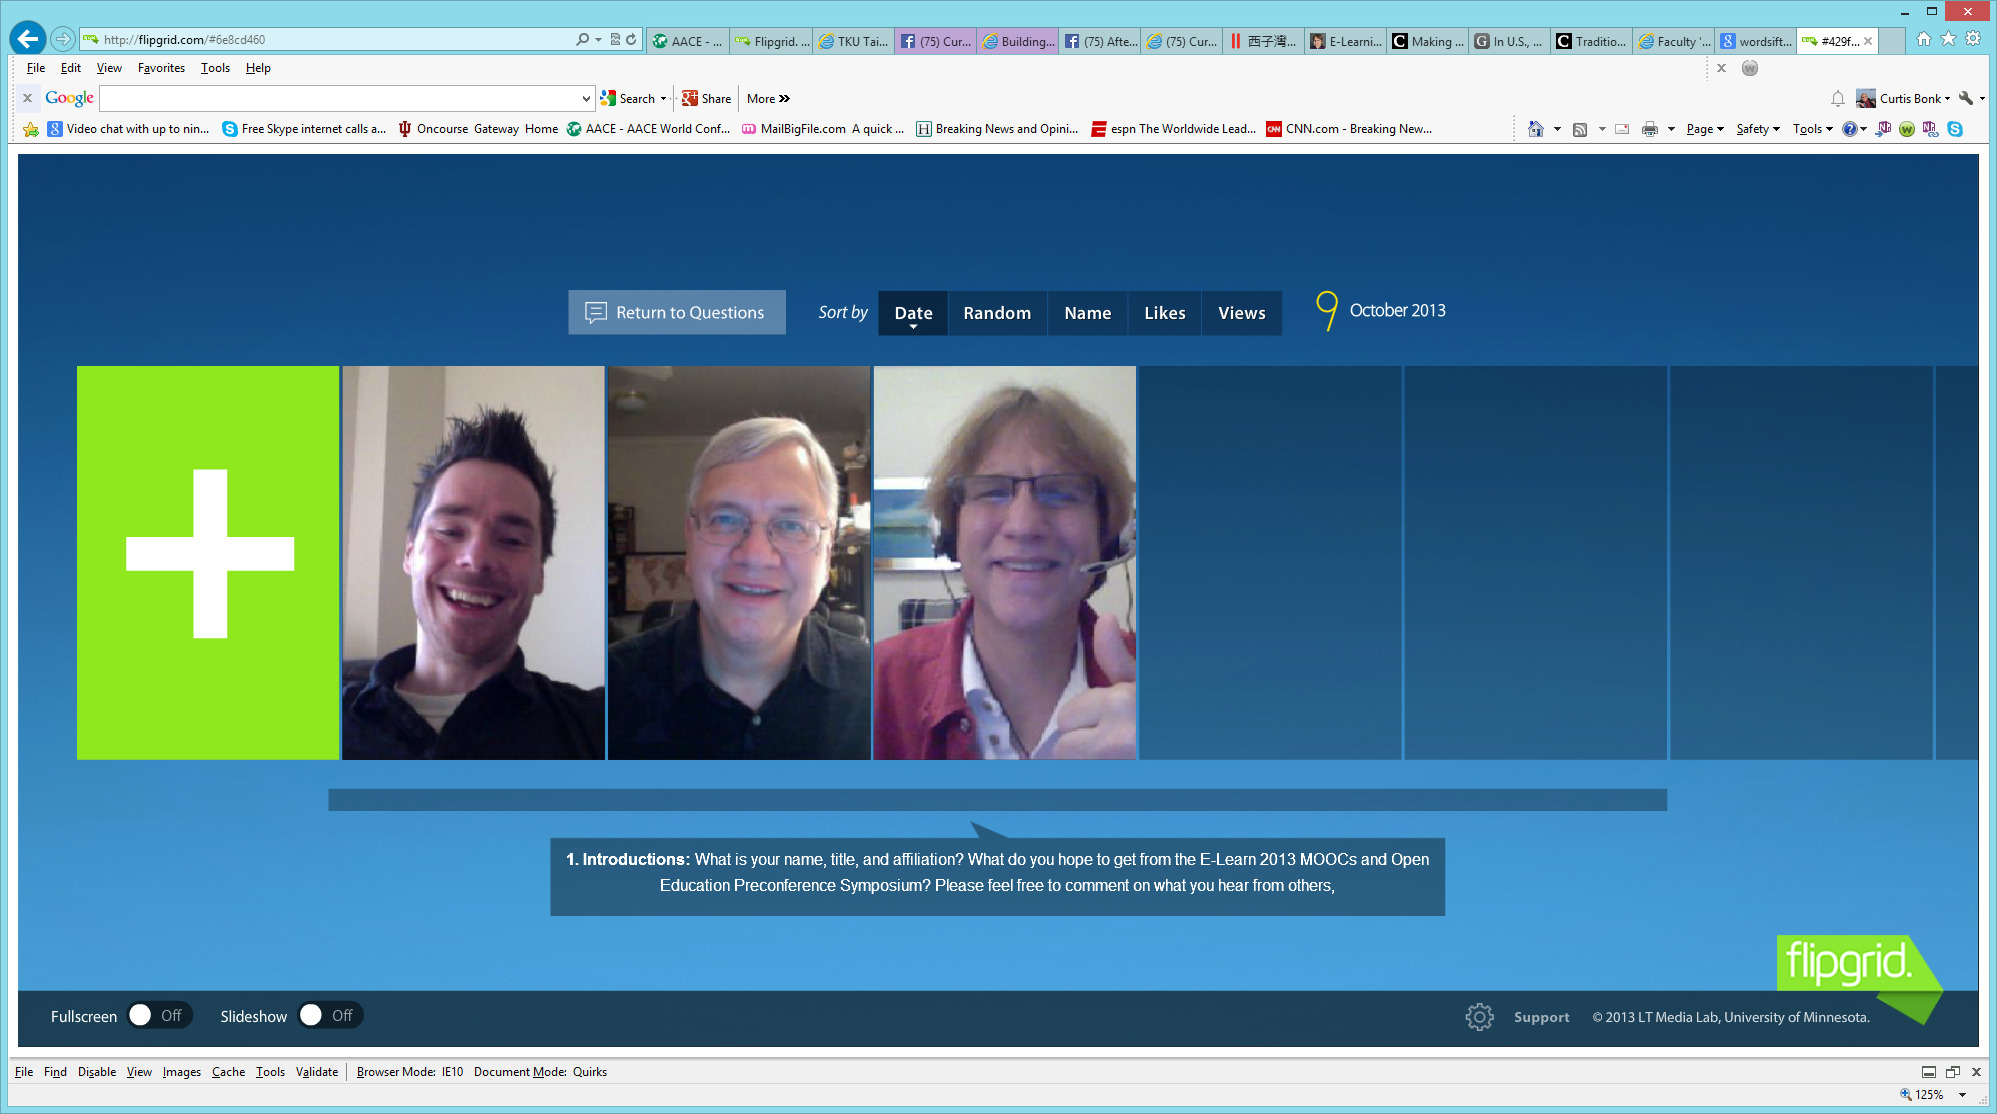 http://flipgrid.com/#6e8cd460
AACE - ...
Flipgrid. ...
TKU Tai...
(75) Cur...
Building...
(75) Afte...
(75) Cur...
西子灣...
E-Learni...
Making ...
In U.S., ...
Traditio...
Faculty '...
wordsift...
#429f...
File Edit View Favorites Tools Help
Google
Search
Share
More
Curtis Bonk
Video chat with up to nin...
Free Skype internet calls a...
Oncourse Gateway Home
AACE - AACE World Conf...
MailBigFile.com A quick ...
Breaking News and Opini...
espn The Worldwide Lead...
CNN.com - Breaking New...
Page Safety Tools
Return to Questions
Sort by
Date Random Name Likes Views
9 October 2013
1. Introductions: What is your name, title, and affiliation? What do you hope to get from the E-Learn 2013 MOOCs and Open
Education Preconference Symposium? Please feel free to comment on what you hear from others,
flipgrid.
Fullscreen Off Slideshow Off
Support © 2013 LT Media Lab, University of Minnesota.
File Find Disable View Images Cache Tools Validate Browser Mode: IE10 Document Mode: Quirks
125%